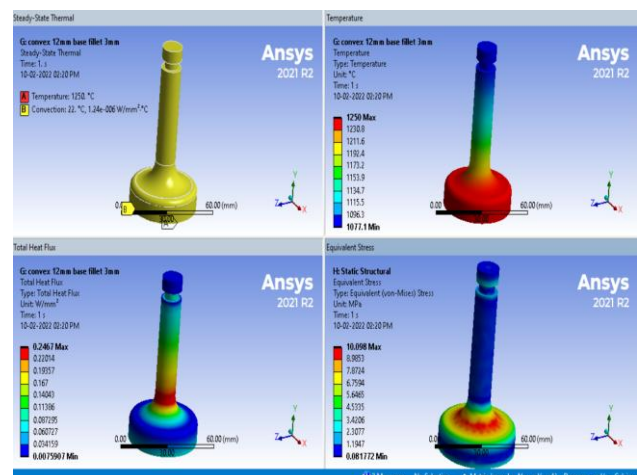 Steady-State Thermal
G: convex 12mm base fillet 3mm
Steady-State Thermal
Time: 1. s
10-02-2022 02:20 PM
A Temperature: 1250. °C
B Convection: 22. °C, 1.24e-006 W/mm²·°C
Ansys
2021 R2
B
A
0.00
60.00 (mm)
30.00
Y
Z
X
Temperature
G: convex 12mm base fillet 3mm
Temperature
Type: Temperature
Unit: °C
Time: 1 s
10-02-2022 02:20 PM
Ansys
2021 R2
1250 Max
1230.8
1211.6
1192.4
1173.2
1153.9
1134.7
1115.5
1096.3
1077.1 Min
0.00
60.00 (mm)
30.00
Y
Z
X
Total Heat Flux
G: convex 12mm base fillet 3mm
Total Heat Flux
Type: Total Heat Flux
Unit: W/mm²
Time: 1 s
10-02-2022 02:20 PM
Ansys
2021 R2
0.2467 Max
0.22014
0.19357
0.167
0.14043
0.11386
0.087295
0.060727
0.034159
0.0075907 Min
0.00
60.00 (mm)
30.00
Y
Z
X
Equivalent Stress
H: Static Structural
Equivalent Stress
Type: Equivalent (von-Mises) Stress
Unit: MPa
Time: 1 s
10-02-2022 02:20 PM
Ansys
2021 R2
10.098 Max
8.9853
7.8724
6.7594
5.6465
4.5335
3.4206
2.3077
1.1947
0.081772 Min
0.00
60.00 (mm)
30.00
Y
Z
X